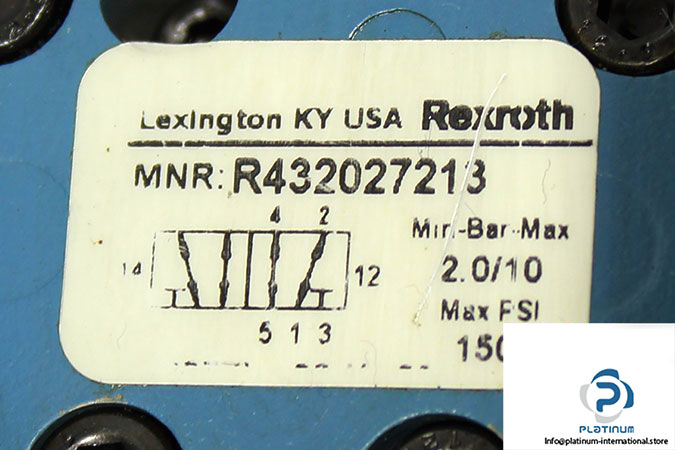 Lexington KY USA Rexroth
MNR: R432027213
4 2
Min-Bar-Max
14
12
2.0/10
Max PSI
5 1 3
150
PLATINUM
Info@platinum-international.store